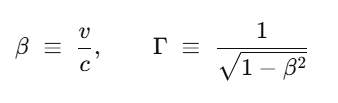 β ≡ v/c,  Γ ≡ 1/√(1 − β²)